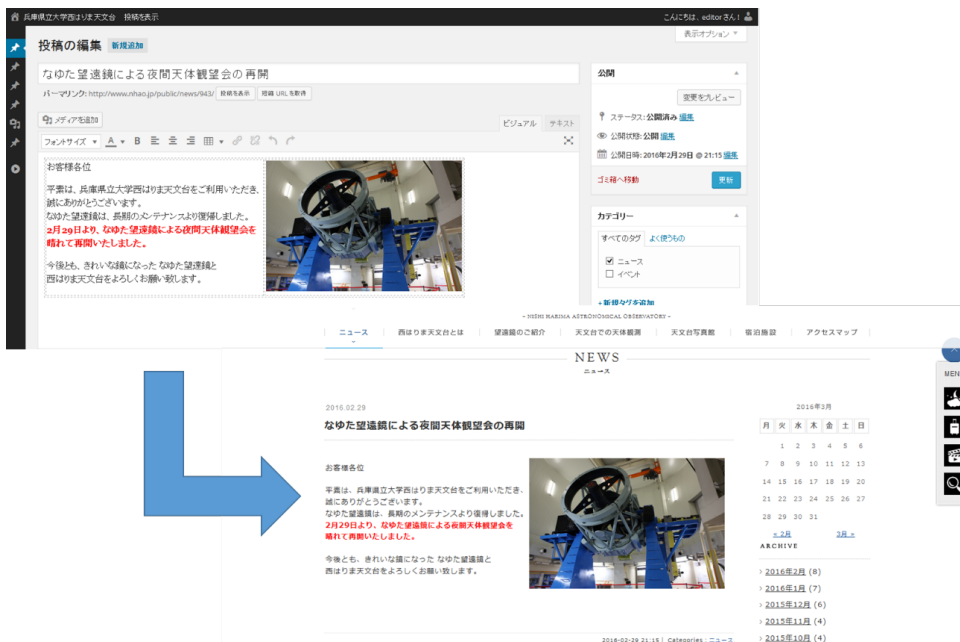 兵庫県立大学西はりま天文台 投稿を表示
こんにちは、editor さん!
表示オプション ▼
投稿の編集 新規追加
なゆた望遠鏡による夜間天体観望会の再開
パーマリンク: http://www.nhao.jp/public/news/943/ 投稿を表示 短縮 URL を取得
メディアを追加
ビジュアル テキスト
フォントサイズ ▼ A ▼ B
お客様各位
平素は、兵庫県立大学西はりま天文台をご利用いただき、
誠にありがとうございます。
なゆた望遠鏡は、長期のメンテナンスより復帰しました。
2月29日より、なゆた望遠鏡による夜間天体観望会を
晴れて再開いたしました。
今後とも、きれいな鏡になった なゆた望遠鏡と
西はりま天文台をよろしくお願い致します。
公開
変更をプレビュー
ステータス: 公開済み 編集
公開状態: 公開 編集
公開日時: 2016年2月29日 @ 21:15 編集
ゴミ箱へ移動 更新
カテゴリー
すべてのタグ よく使うもの
ニュース
イベント
+ 新規タグを追加
- NISHI HARIMA ASTRONOMICAL OBSERVATORY -
ニュース 西はりま天文台とは 望遠鏡のご紹介 天文台での天体観測 天文台写真館 宿泊施設 アクセスマップ
NEWS
ニュース
MEN
2016.02.29
なゆた望遠鏡による夜間天体観望会の再開
お客様各位
平素は、兵庫県立大学西はりま天文台をご利用いただき、
誠にありがとうございます。
なゆた望遠鏡は、長期のメンテナンスより復帰しました。
2月29日より、なゆた望遠鏡による夜間天体観望会を
晴れて再開いたしました。
今後とも、きれいな鏡になった なゆた望遠鏡と
西はりま天文台をよろしくお願い致します。
2016-02-29 21:15 | Categories : ニュース
2016年3月
月 火 水 木 金 土 日
1 2 3 4 5 6
7 8 9 10 11 12 13
14 15 16 17 18 19 20
21 22 23 24 25 26 27
28 29 30 31
« 2月 3月 »
ARCHIVE
> 2016年2月 (8)
> 2016年1月 (7)
> 2015年12月 (6)
> 2015年11月 (4)
> 2015年10月 (4)